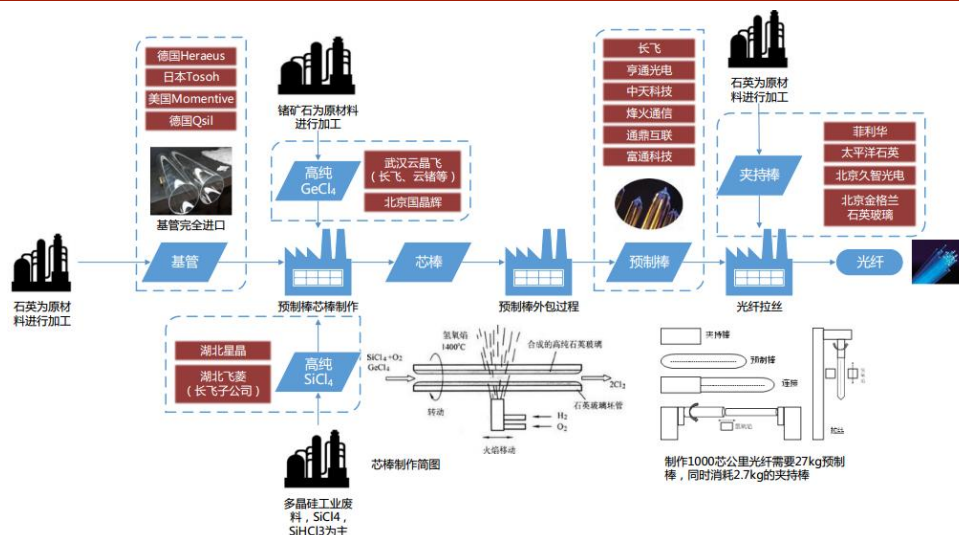 德国Heraeus
日本Tosoh
美国Momentive
德国Qsil
基管完全进口
基管
石英为原材
料进行加工
锗矿石为原材料
进行加工
高纯
GeCl4
武汉云晶飞
(长飞、云锗等)
北京国晶辉
预制棒芯棒制作
芯棒
预制棒外包过程
长飞
亨通光电
中天科技
烽火通信
通鼎互联
富通科技
预制棒
石英为原材
料进行加工
夹持棒
菲利华
太平洋石英
北京久智光电
北京金格兰
石英玻璃
光纤拉丝
光纤
湖北星晶
湖北飞菱
(长飞子公司)
高纯
SiCl4
多晶硅工业废
料,SiCl4,
SiHCl3为主
氢氧焰
1400℃
合成的高纯石英玻璃
SiCl4+O2
GeCl4
2Cl2
转动
石英玻璃坯管
H2
O2
火焰移动
芯棒制作简图
夹持棒
预制棒
连接
氢氧焰
拉丝
制作1000芯公里光纤需要27kg预制
棒,同时消耗2.7kg的夹持棒